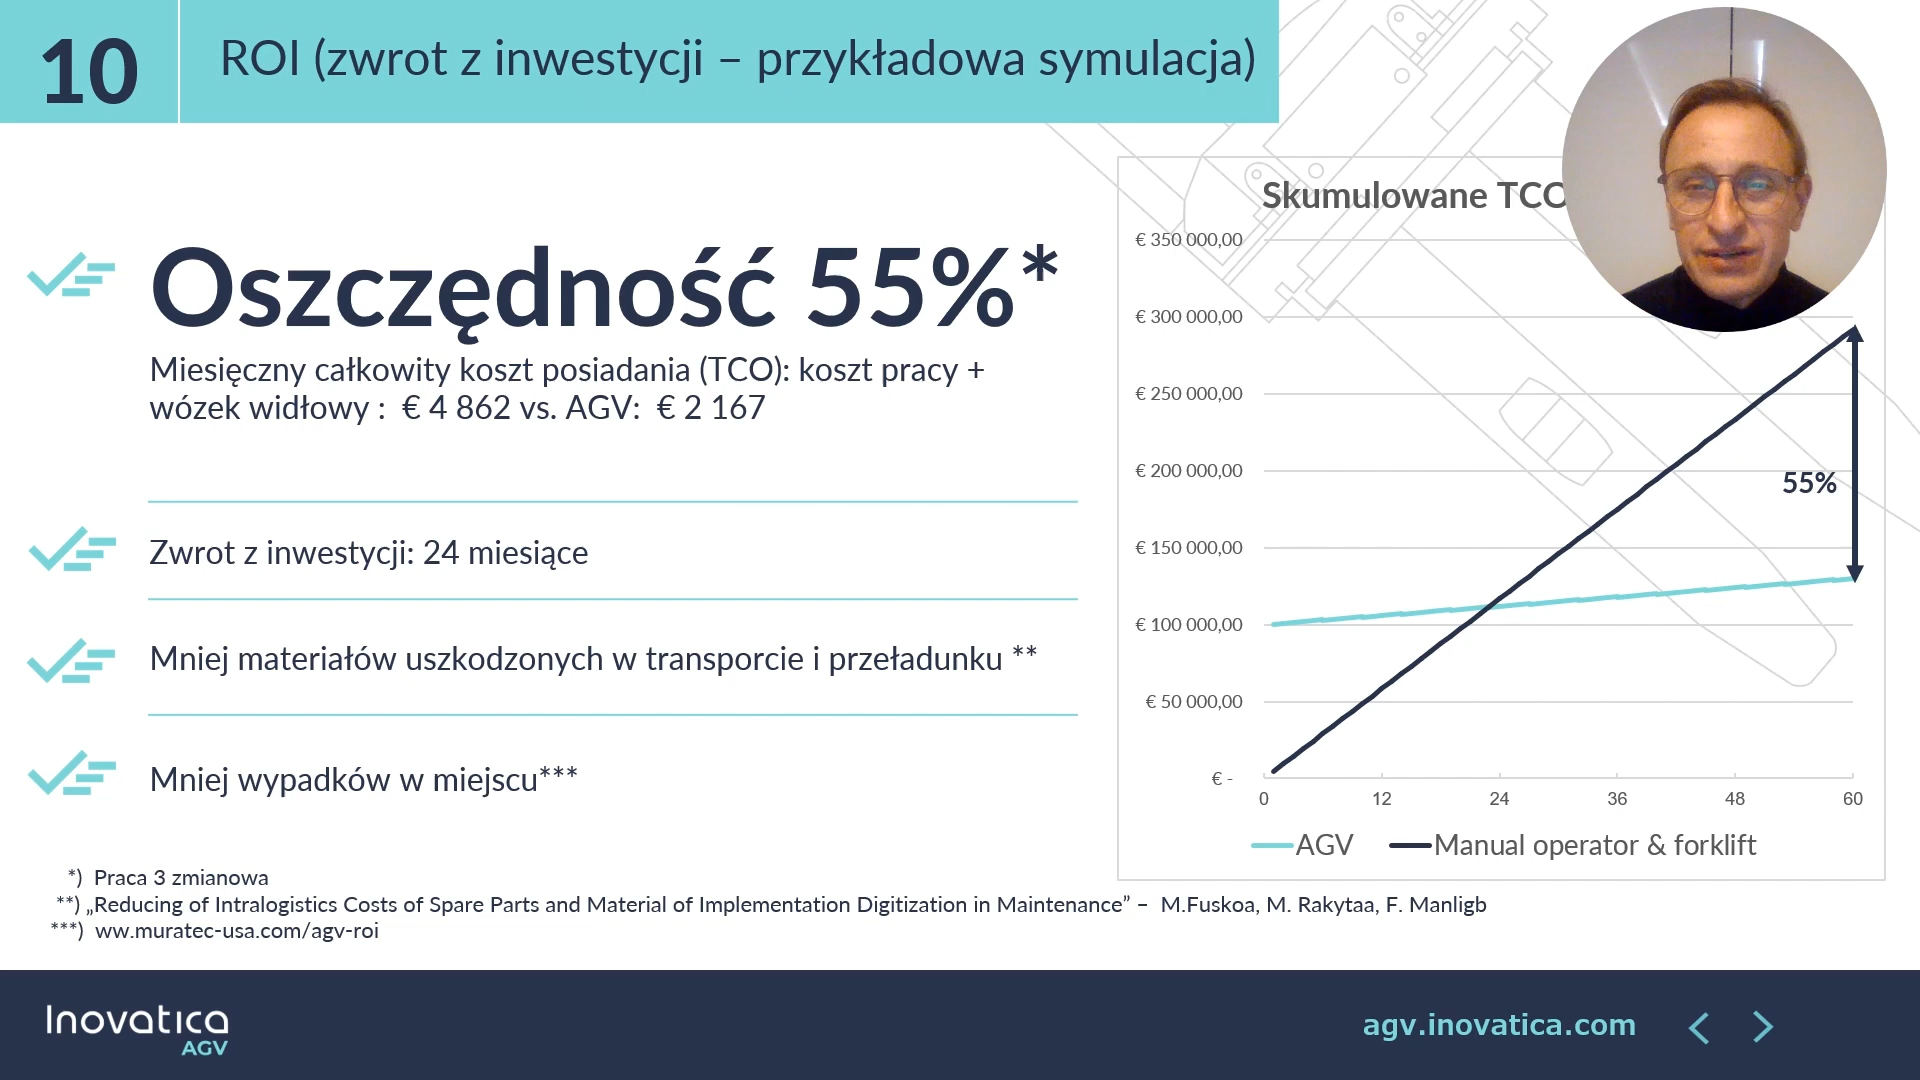 10
ROI (zwrot z inwestycji – przykładowa symulacja)
Oszczędność 55%*
Miesięczny całkowity koszt posiadania (TCO): koszt pracy +
wózek widłowy : € 4 862 vs. AGV: € 2 167
Zwrot z inwestycji: 24 miesiące
Mniej materiałów uszkodzonych w transporcie i przeładunku **
Mniej wypadków w miejscu***
*) Praca 3 zmianowa
**) „Reducing of Intralogistics Costs of Spare Parts and Material of Implementation Digitization in Maintenance” – M.Fuskoa, M. Rakytaa, F. Manligb
***) ww.muratec-usa.com/agv-roi
Skumulowane TCO
€ 350 000,00
€ 300 000,00
€ 250 000,00
€ 200 000,00
€ 150 000,00
€ 100 000,00
€ 50 000,00
€ -
55%
0 12 24 36 48 60
AGV Manual operator & forklift
Inovatica
AGV
agv.inovatica.com